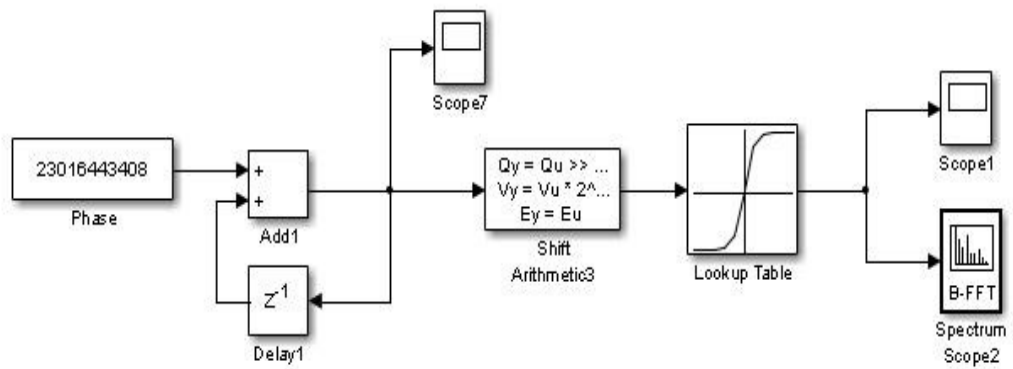 Scope7
23016443408
Phase
+
+
Add1
Z-1
Delay1
Qy = Qu >> ...
Vy = Vu * 2^...
Ey = Eu
Shift
Arithmetic3
Lookup Table
Scope1
B-FFT
Spectrum
Scope2